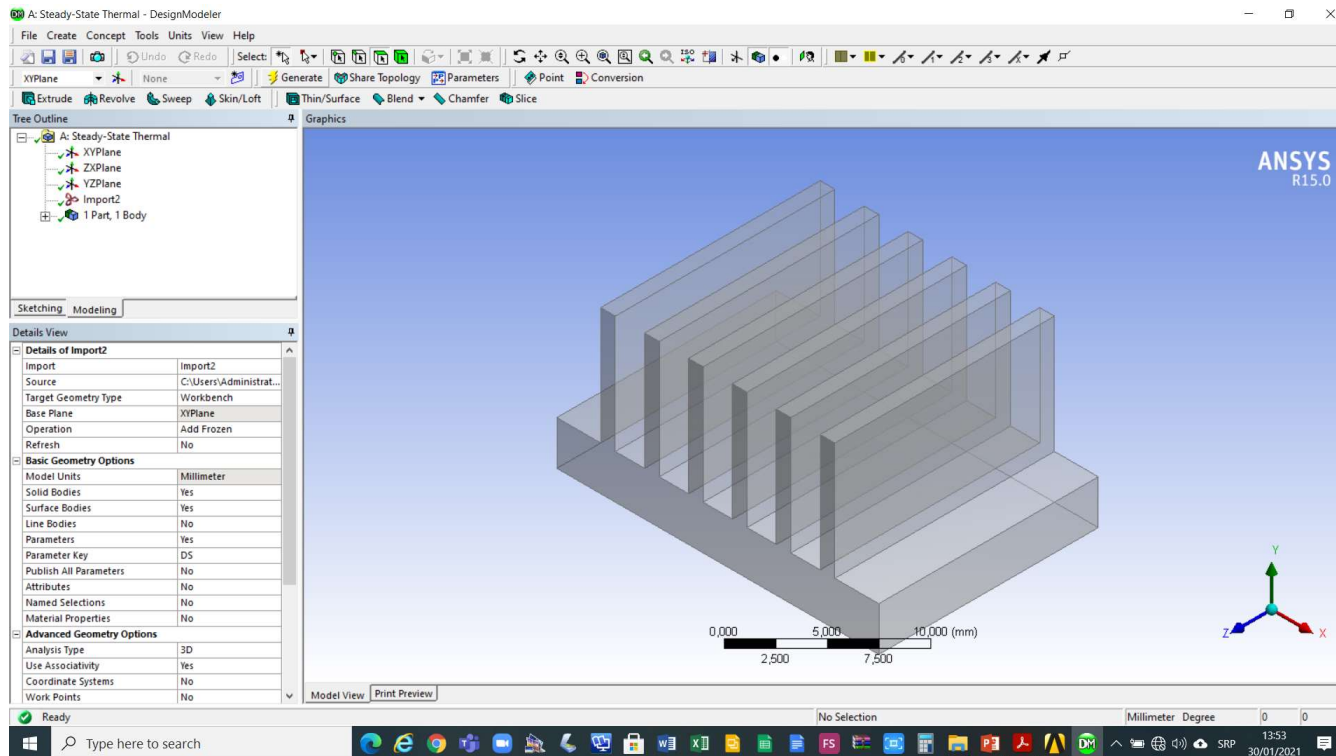 A: Steady-State Thermal - DesignModeler
File Create Concept Tools Units View Help
Undo Redo Select:
XYPlane None Generate Share Topology Parameters Point Conversion
Extrude Revolve Sweep Skin/Loft Thin/Surface Blend Chamfer Slice
Tree Outline
A: Steady-State Thermal
XYPlane
ZXPlane
YZPlane
Import2
1 Part, 1 Body
Sketching Modeling
Details View
Details of Import2
Import Import2
Source C:\Users\Administrat...
Target Geometry Type Workbench
Base Plane XYPlane
Operation Add Frozen
Refresh No
Basic Geometry Options
Model Units Millimeter
Solid Bodies Yes
Surface Bodies Yes
Line Bodies No
Parameters Yes
Parameter Key DS
Publish All Parameters No
Attributes No
Named Selections No
Material Properties No
Advanced Geometry Options
Analysis Type 3D
Use Associativity Yes
Coordinate Systems No
Work Points No
Graphics
ANSYS
R15.0
0,000 5,000 10,000 (mm)
2,500 7,500
Y
Z X
Model View Print Preview
Ready No Selection Millimeter Degree 0 0
Type here to search
SRP 13:53
30/01/2021